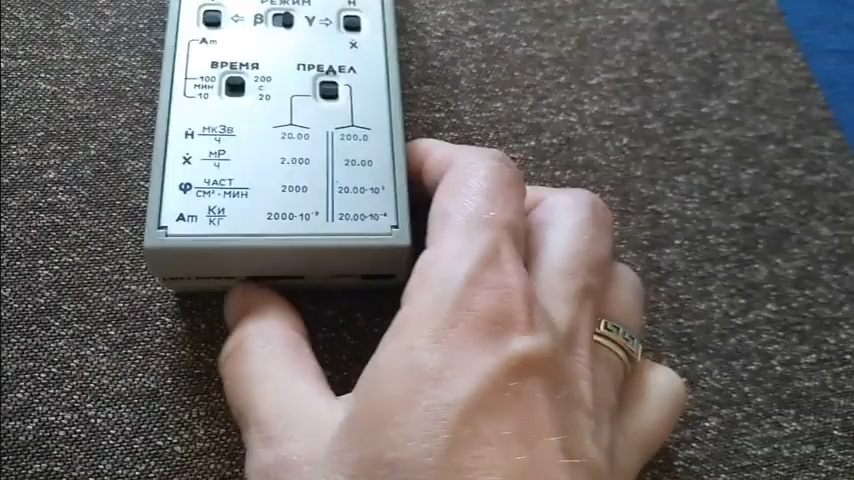 РЕЖИМ
⇐ β γ ⇒ Н
Am Ẋ
ВРЕМЯ ПРЕДЕЛ
100 200
МИН С
10 20
Ḣ мкЗв/ч 20.00 200.0
Ẋ мР/ч 2.000 20.00
φ част/см²·мин 2000 20.00·10³
Am Ки/кг 2000·10⁻⁹ 20.00·10⁻⁶